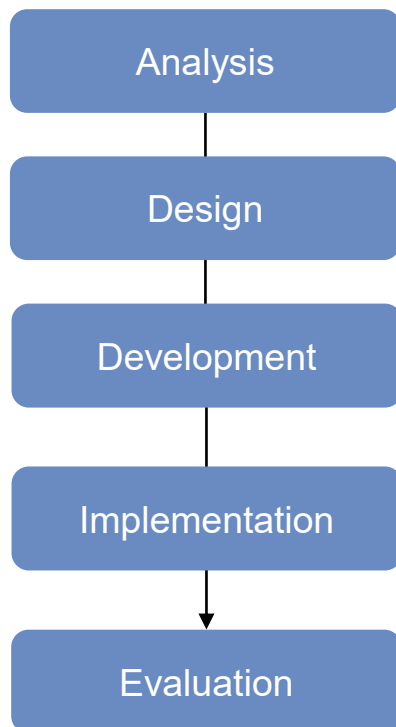 Analysis
Design
Development
Implementation
Evaluation